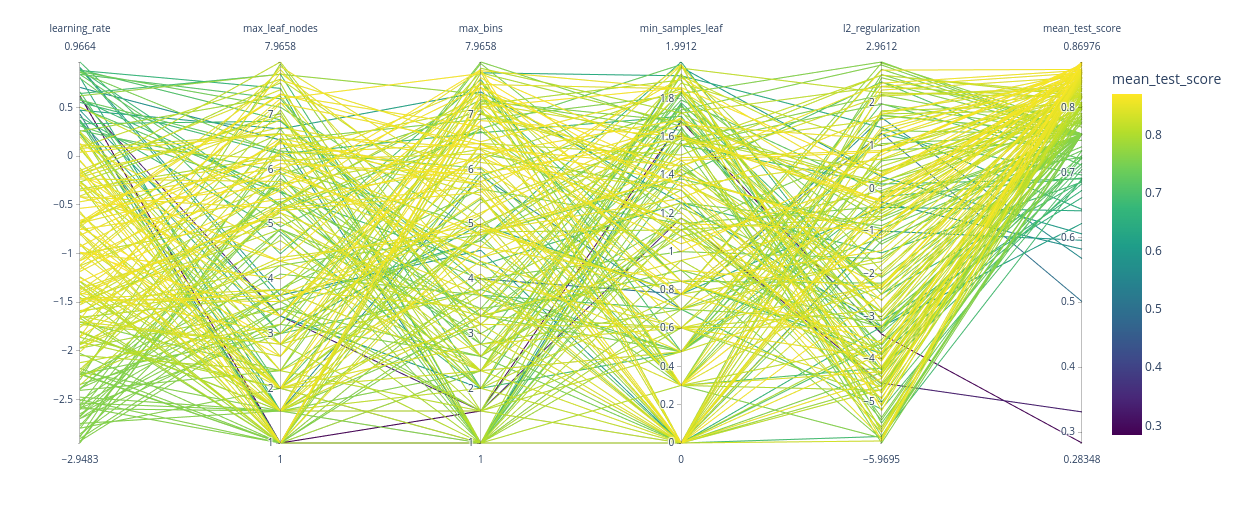 learning_rate max_leaf_nodes max_bins min_samples_leaf l2_regularization mean_test_score
0.9664 7.9658 7.9658 1.9912 2.9612 0.86976
mean_test_score
0.5 7 7 1.8 2 0.8 0.8
0 6 6 1.6 1 0.7 0.7
−0.5 5 5 1.4 0 0.6 0.6
−1 4 4 1.2 −1 0.5 0.5
−1.5 3 3 1 −2 0.4 0.4
−2 2 2 0.8 −3 0.3 0.3
−2.5 1 1 0.6 −4
0.4 −5
0.2
0
−2.9483 1 1 0 −5.9695 0.28348